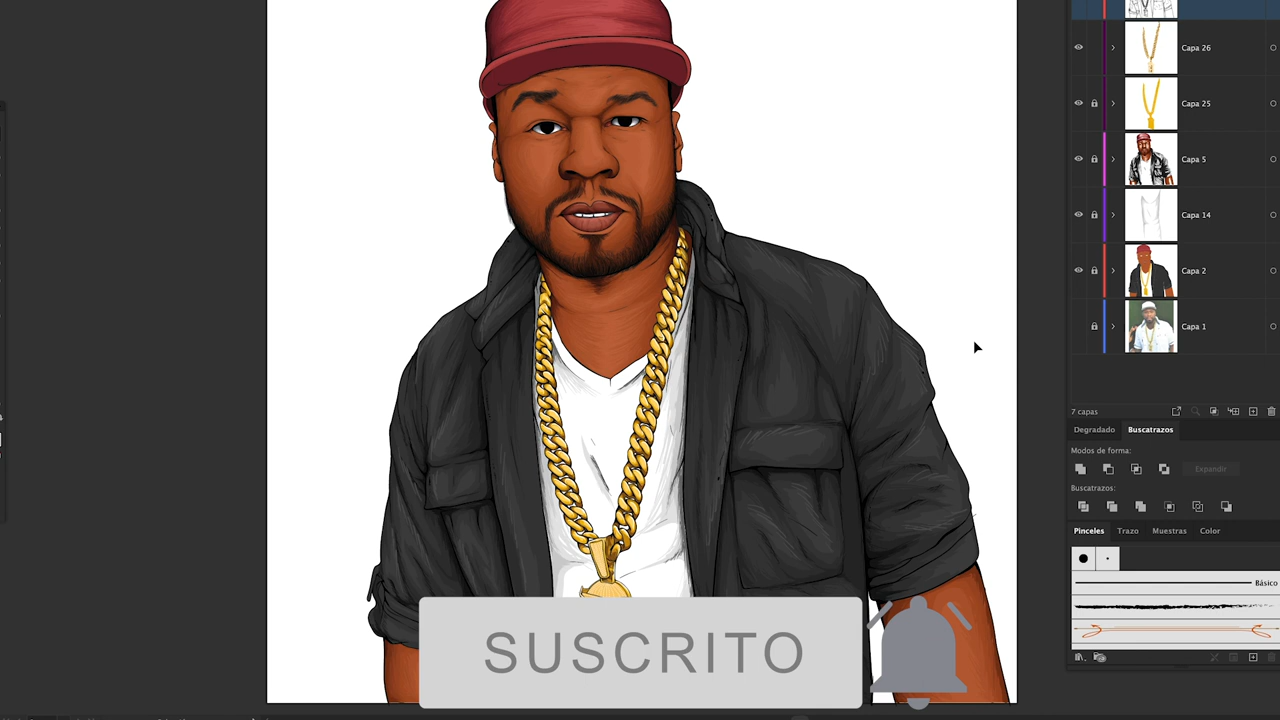 Capa 26
Capa 25
Capa 5
Capa 14
Capa 2
Capa 1
7 capas
Degradado Buscatrazos
Modos de forma:
Expandir
Buscatrazos:
Pinceles Trazo Muestras Color
Básico
SUSCRITO